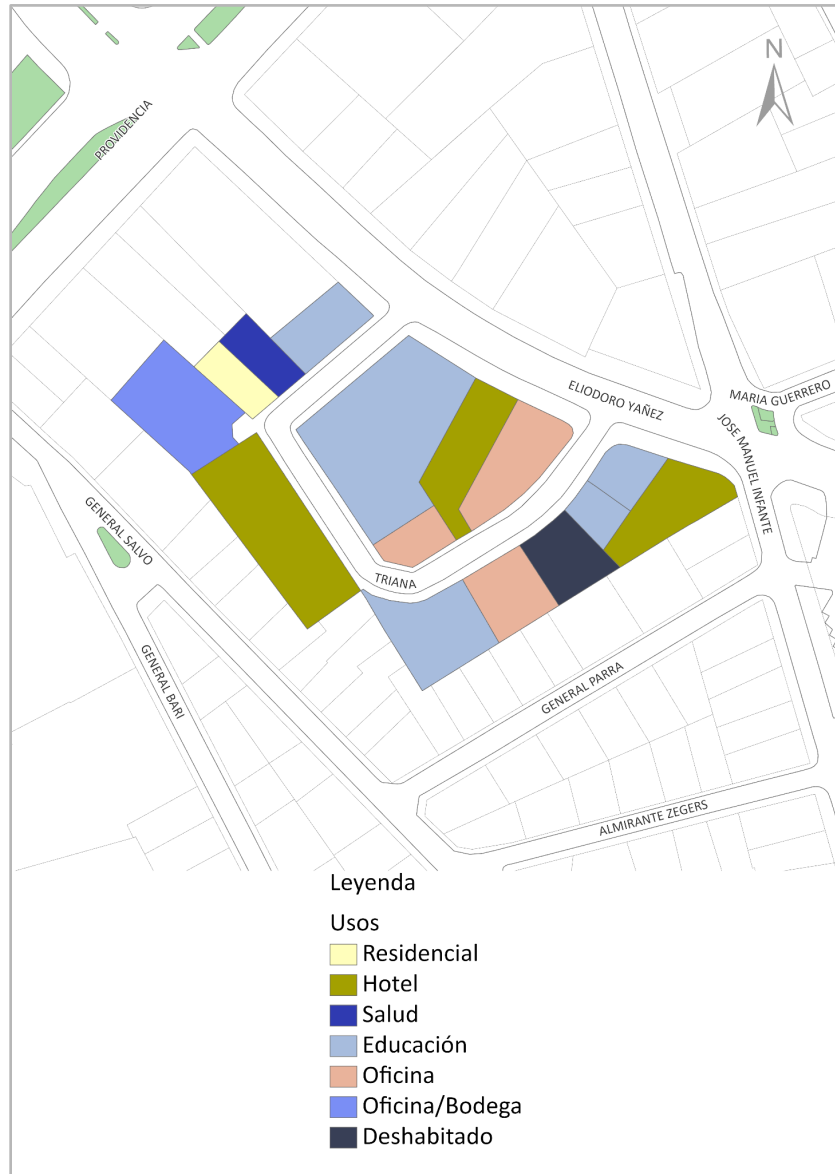 N
PROVIDENCIA
ELIODORO YAÑEZ
MARIA GUERRERO
JOSE MANUEL INFANTE
GENERAL SALVO
TRIANA
GENERAL BARI
GENERAL PARRA
ALMIRANTE ZEGERS
Leyenda
Usos
Residencial
Hotel
Salud
Educación
Oficina
Oficina/Bodega
Deshabitado